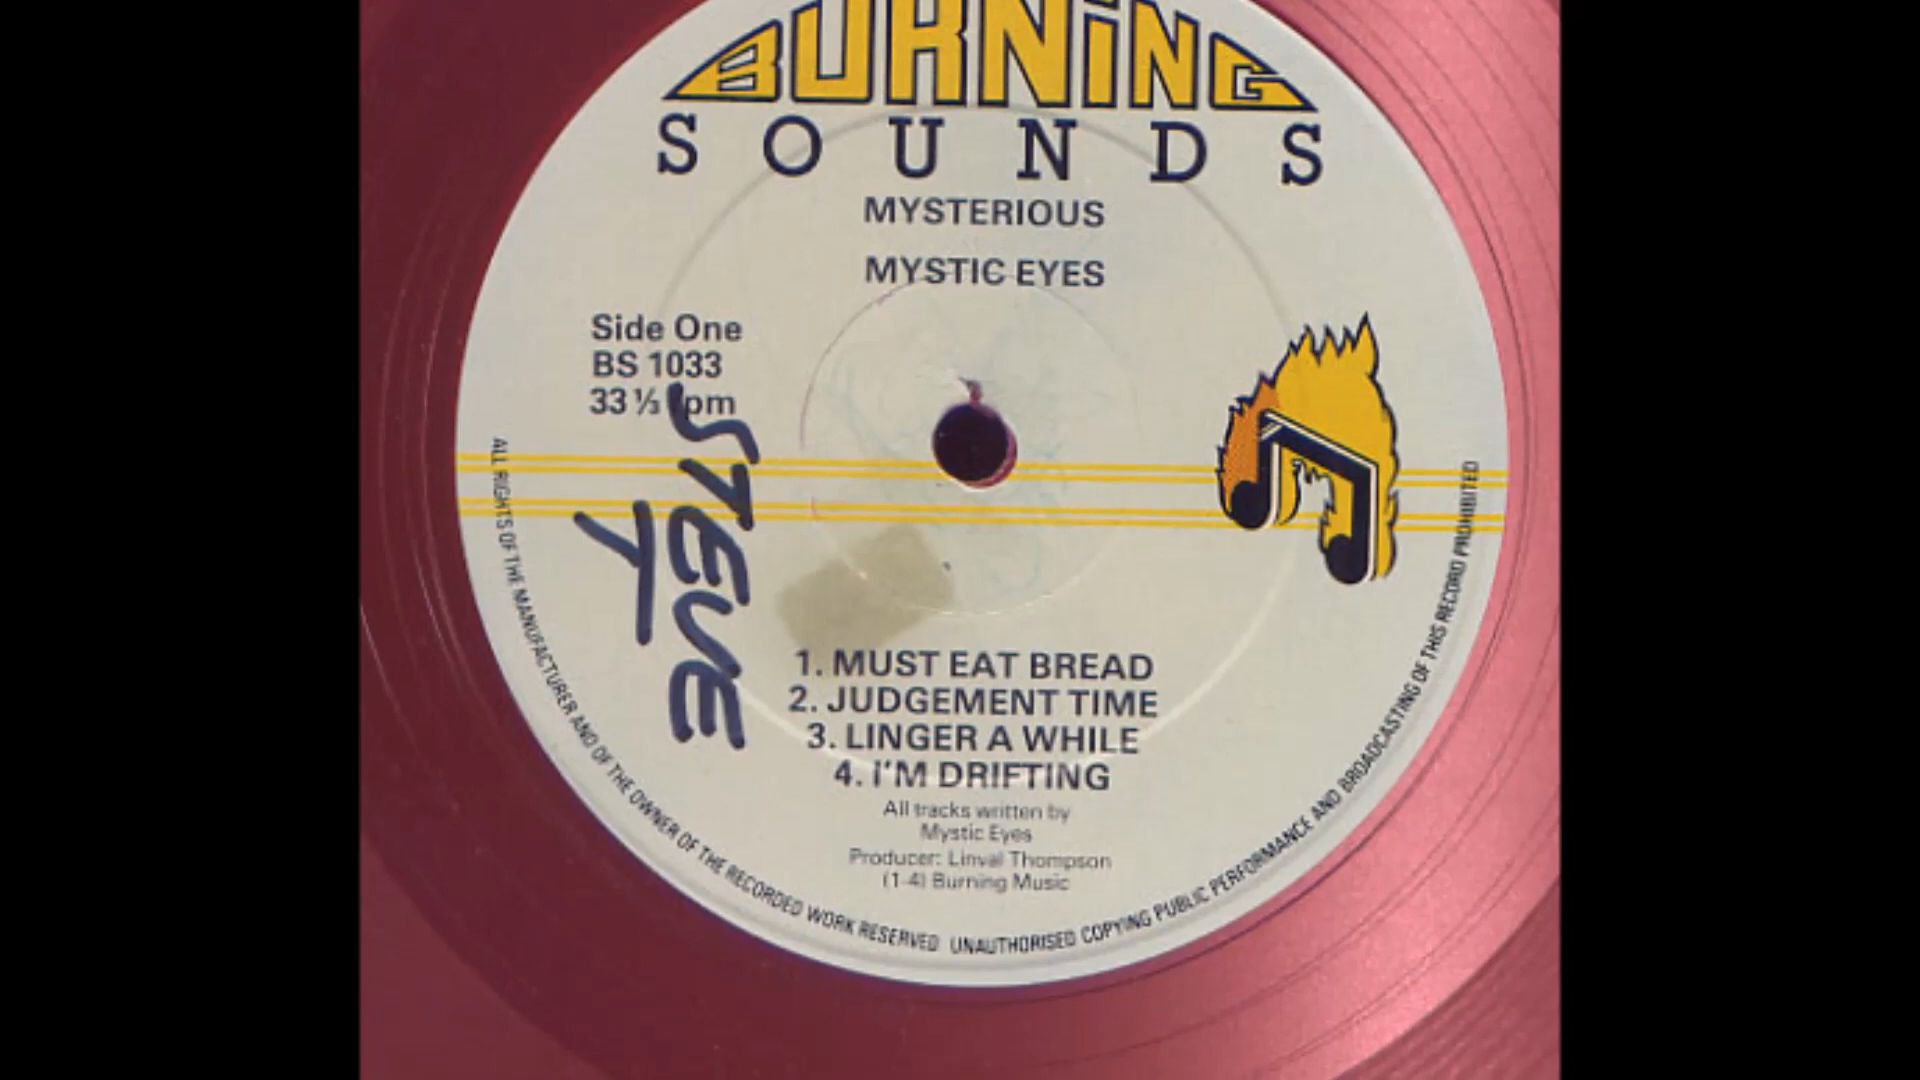 BURNING
SOUNDS
MYSTERIOUS
MYSTIC EYES
Side One
BS 1033
33⅓ rpm
STEVE
T
1. MUST EAT BREAD
2. JUDGEMENT TIME
3. LINGER A WHILE
4. I'M DRIFTING
All tracks written by
Mystic Eyes
Producer: Linval Thompson
(1-4) Burning Music
ALL RIGHTS OF THE MANUFACTURER AND OF THE OWNER OF THE RECORDED WORK RESERVED UNAUTHORISED COPYING PUBLIC PERFORMANCE AND BROADCASTING OF THIS RECORD PROHIBITED